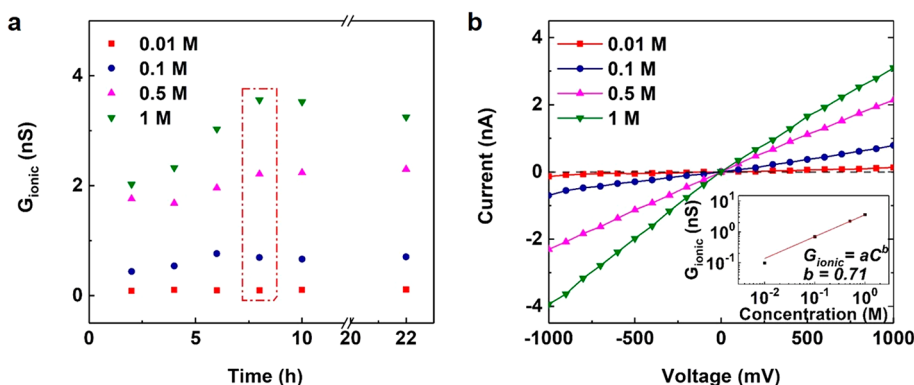 a
0.01 M
0.1 M
0.5 M
1 M
G_ionic (nS)
4
2
0
0 5 10 20 22
Time (h)
b
0.01 M
0.1 M
0.5 M
1 M
Current (nA)
4
2
0
-2
-4
-1000 -500 0 500 1000
Voltage (mV)
G_ionic (nS)
10^1
10^0
10^-1
G_ionic = aC^b
b = 0.71
10^-2 10^-1 10^0
Concentration (M)